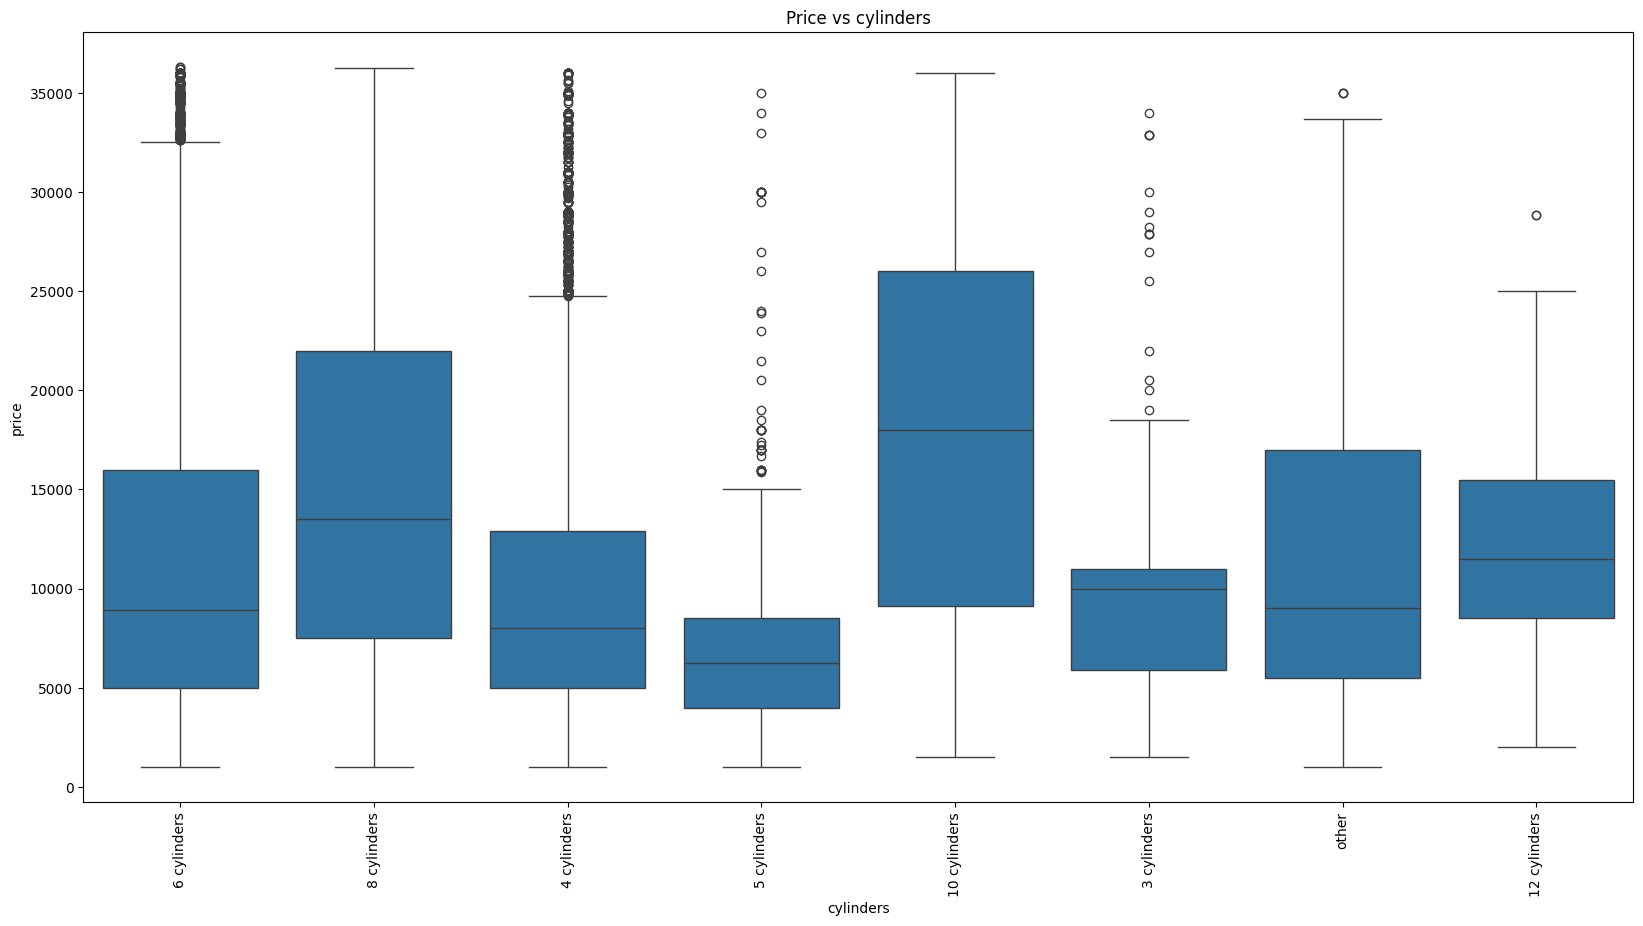 Price vs cylinders
price
35000
30000
25000
20000
15000
10000
5000
0
6 cylinders
8 cylinders
4 cylinders
5 cylinders
10 cylinders
3 cylinders
other
12 cylinders
cylinders